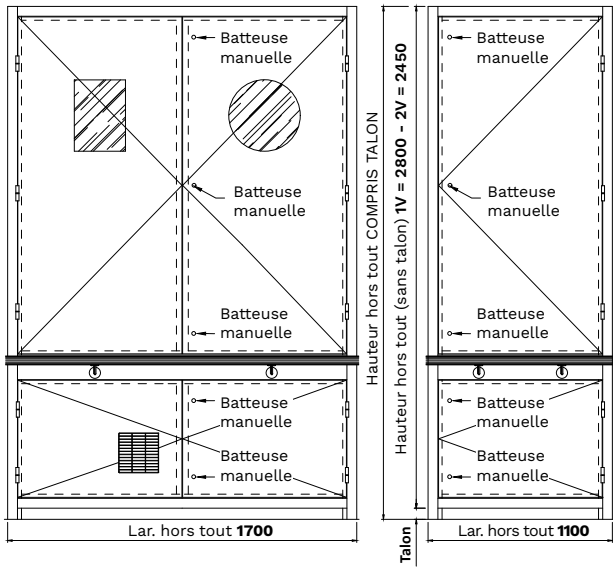 Batteuse
manuelle
Batteuse
manuelle
Batteuse
manuelle
Batteuse
manuelle
Batteuse
manuelle
Lar. hors tout 1700
Hauteur hors tout COMPRIS TALON
Hauteur hors tout (sans talon) 1V = 2800 - 2V = 2450
Talon
Batteuse
manuelle
Batteuse
manuelle
Batteuse
manuelle
Batteuse
manuelle
Batteuse
manuelle
Lar. hors tout 1100